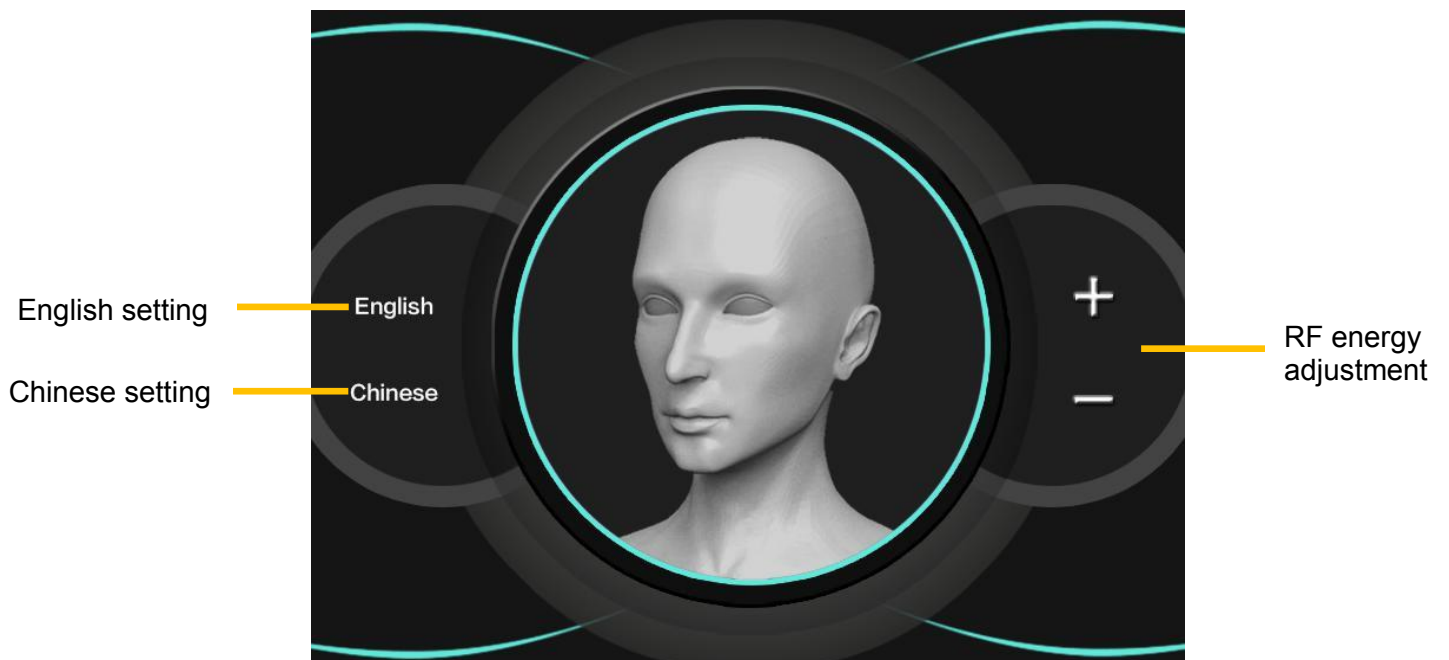 English setting
English
Chinese setting
Chinese
+
−
RF energy
adjustment